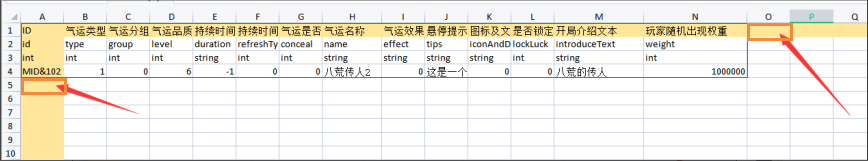 A B C D E F G H I J K L M N O P Q
1 ID 气运类型 气运分组 气运品质 持续时间 持续时间 气运是否 气运名称 气运效果 悬停提示 图标及文 是否锁定 开局介绍文本 玩家随机出现权重
2 id type group level duration refreshTy conceal name effect tips iconAndD lockLuck introduceText weight
3 int int int int string int int string string string string int string int
4 MID&102 1 0 6 -1 0 0 八荒传人2 0 这是一个 0 0 八荒的传人 1000000
5
6
7
8
9
10